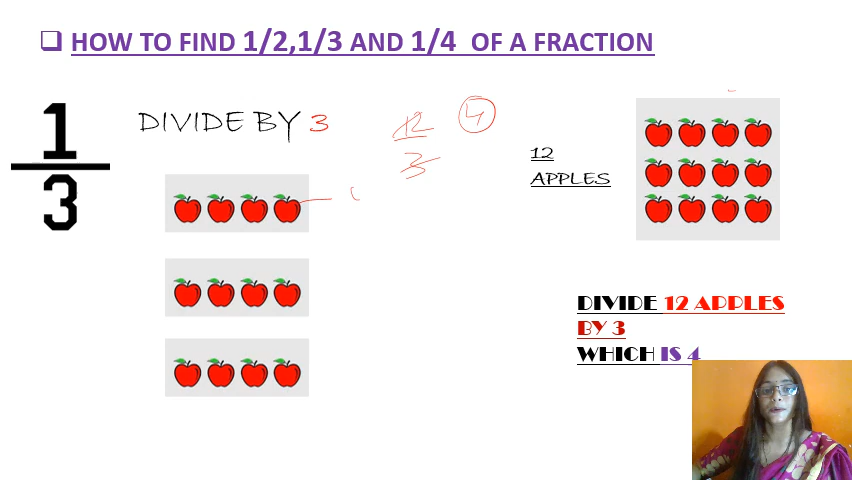 HOW TO FIND 1/2,1/3 AND 1/4 OF A FRACTION
1
3
DIVIDE BY 3
12
3
4
12
APPLES
DIVIDE 12 APPLES
BY 3
WHICH IS 4